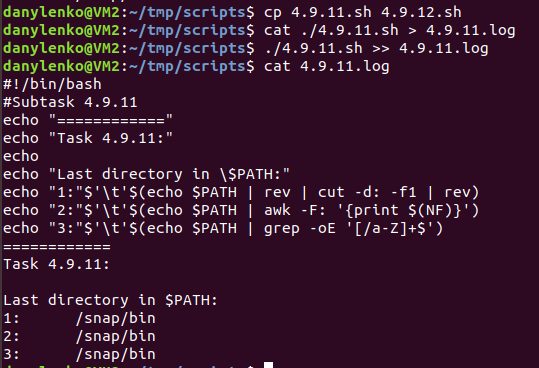 danylenko@VM2:~/tmp/scripts$ cp 4.9.11.sh 4.9.12.sh
danylenko@VM2:~/tmp/scripts$ cat ./4.9.11.sh > 4.9.11.log
danylenko@VM2:~/tmp/scripts$ ./4.9.11.sh >> 4.9.11.log
danylenko@VM2:~/tmp/scripts$ cat 4.9.11.log
#!/bin/bash
#Subtask 4.9.11
echo "============"
echo "Task 4.9.11:"
echo
echo "Last directory in \$PATH:"
echo "1:"$'\t'$(echo $PATH | rev | cut -d: -f1 | rev)
echo "2:"$'\t'$(echo $PATH | awk -F: '{print $(NF)}')
echo "3:"$'\t'$(echo $PATH | grep -oE '[/a-Z]+$')
============
Task 4.9.11:

Last directory in $PATH:
1:      /snap/bin
2:      /snap/bin
3:      /snap/bin
danylenko@VM2:~/tmp/scripts$